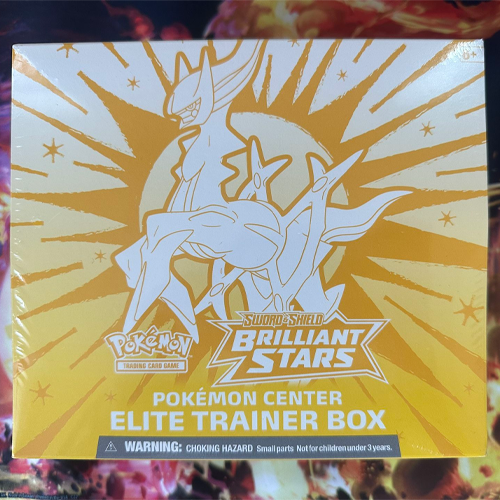 6+
SWORD & SHIELD
Pokémon
BRILLIANT
TRADING CARD GAME
STARS
POKÉMON CENTER
ELITE TRAINER BOX
WARNING: CHOKING HAZARD Small parts Not for children under 3 years.